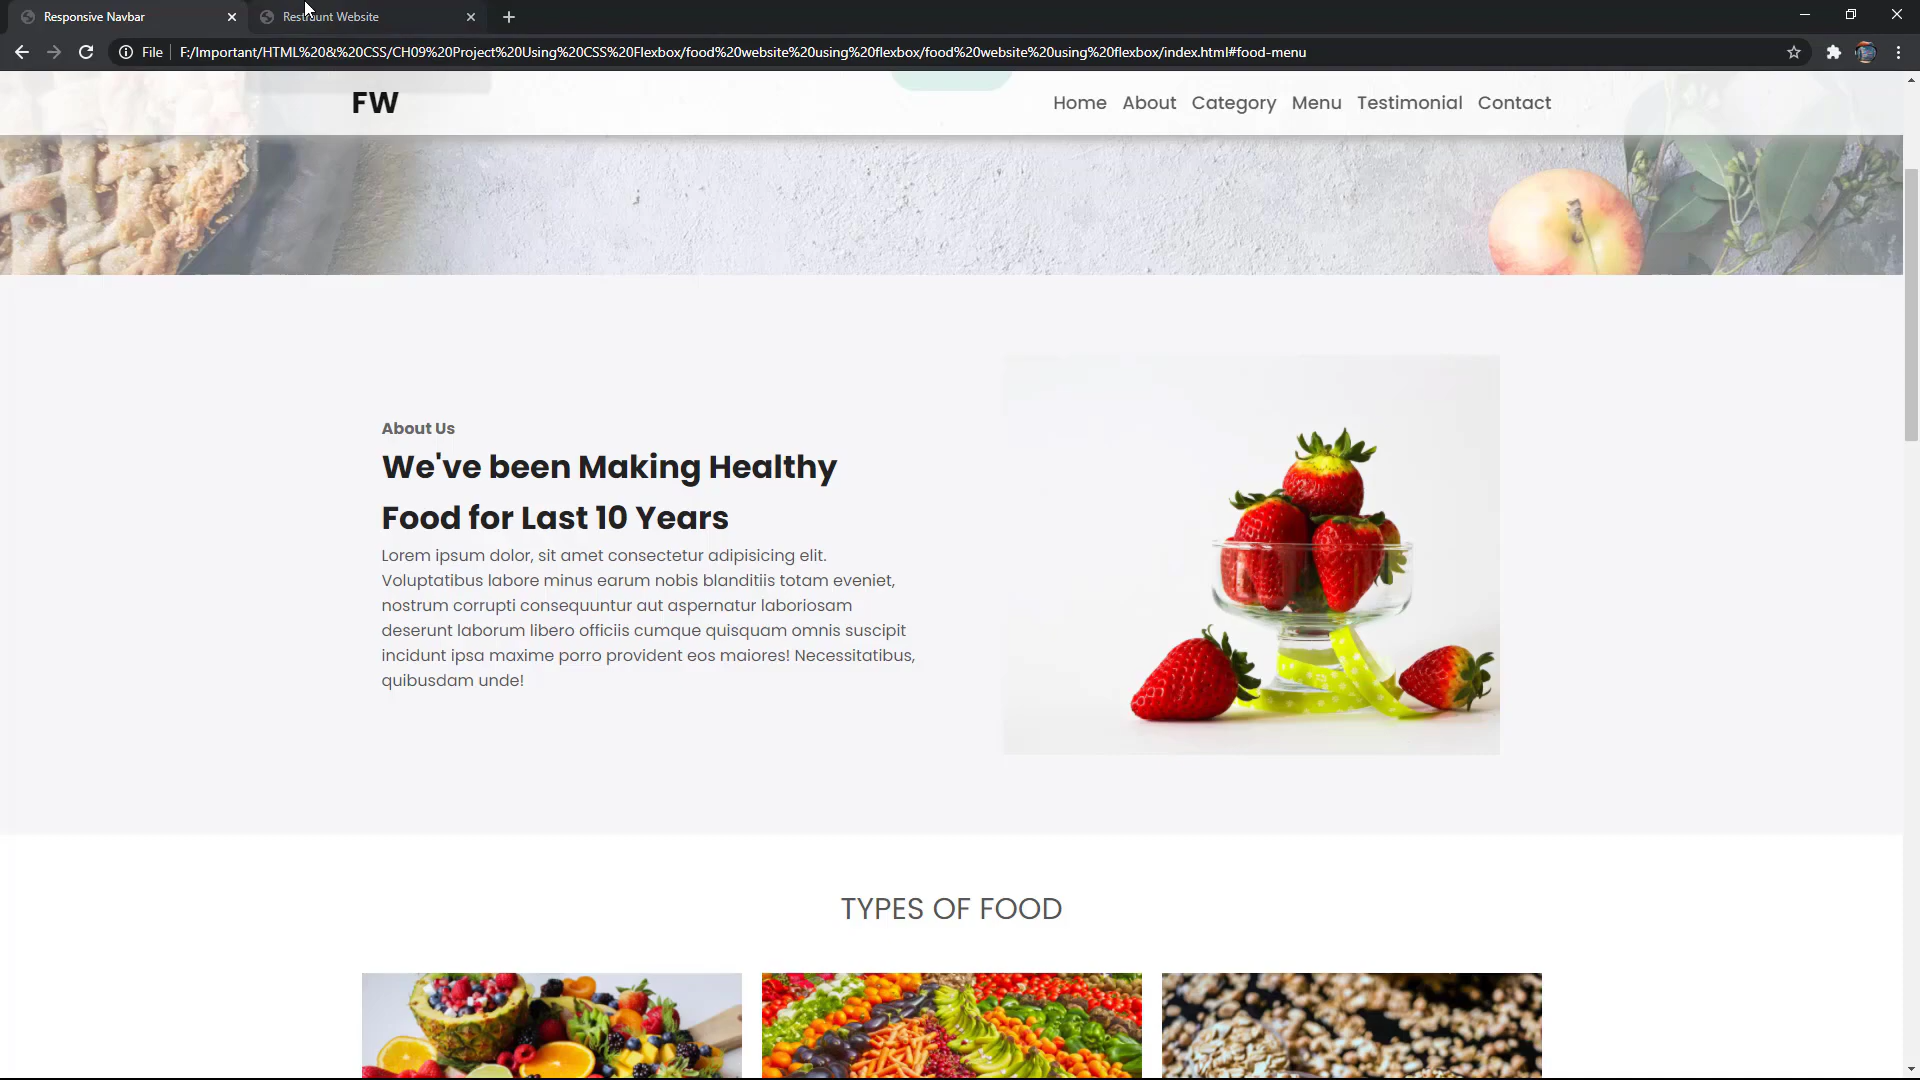 Responsive Navbar
Restraunt Website
File
F:/Important/HTML%20&%20CSS/CH09%20Project%20Using%20CSS%20Flexbox/food%20website%20using%20flexbox/food%20website%20using%20flexbox/index.html#food-menu
FW
Home About Category Menu Testimonial Contact
About Us
We've been Making Healthy
Food for Last 10 Years
Lorem ipsum dolor, sit amet consectetur adipisicing elit.
Voluptatibus labore minus earum nobis blanditiis totam eveniet,
nostrum corrupti consequuntur aut aspernatur laboriosam
deserunt laborum libero officiis cumque quisquam omnis suscipit
incidunt ipsa maxime porro provident eos maiores! Necessitatibus,
quibusdam unde!
TYPES OF FOOD